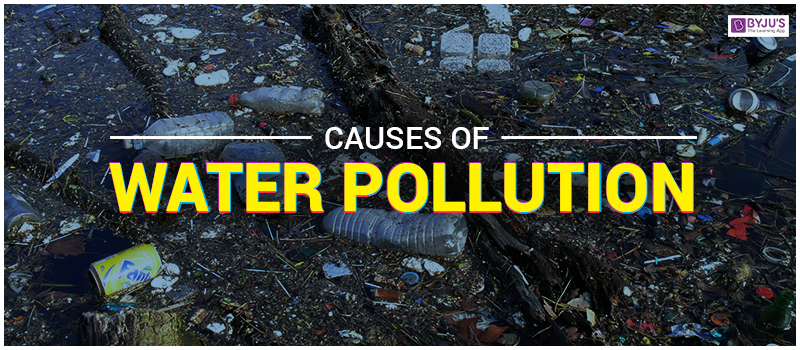 BYJU'S
The Learning App
CAUSES OF
WATER POLLUTION
Fanta